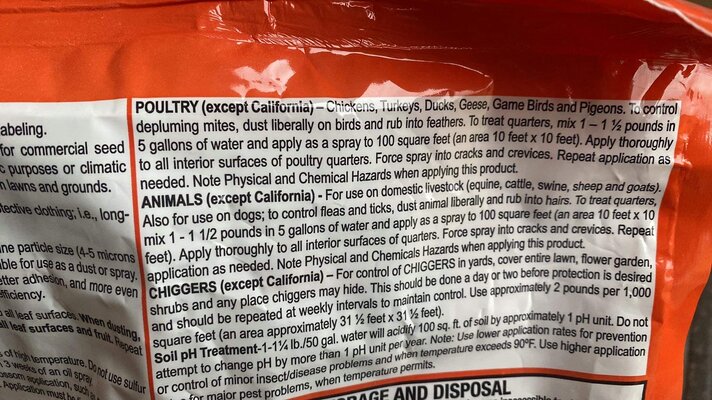 abeling.
for commercial seed
purposes or climatic
n lawns and grounds.
tective clothing; i.e., long-
ne particle size (4-5 microns
ble for use as a dust or spray.
etter adhesion, and more even
efficiency.
all leaf surfaces. When dusting,
all leaf surfaces and fruit. Repeat
of high temperature. Do not use sulfur
3 weeks of an oil spray
ossom application, such
Application must be
POULTRY (except California) – Chickens, Turkeys, Ducks, Geese, Game Birds and Pigeons. To control
depluming mites, dust liberally on birds and rub into feathers. To treat quarters, mix 1 – 1 ½ pounds in
5 gallons of water and apply as a spray to 100 square feet (an area 10 feet x 10 feet). Apply thoroughly
to all interior surfaces of poultry quarters. Force spray into cracks and crevices. Repeat application as
needed. Note Physical and Chemical Hazards when applying this product.
ANIMALS (except California) - For use on domestic livestock (equine, cattle, swine, sheep and goats).
Also for use on dogs; to control fleas and ticks, dust animal liberally and rub into hairs. To treat quarters,
mix 1 - 1 1/2 pounds in 5 gallons of water and apply as a spray to 100 square feet (an area 10 feet x 10
feet). Apply thoroughly to all interior surfaces of quarters. Force spray into cracks and crevices. Repeat
application as needed. Note Physical and Chemicals Hazards when applying this product.
CHIGGERS (except California) – For control of CHIGGERS in yards, cover entire lawn, flower garden,
shrubs and any place chiggers may hide. This should be done a day or two before protection is desired
and should be repeated at weekly intervals to maintain control. Use approximately 2 pounds per 1,000
square feet (an area approximately 31 ½ feet x 31 ½ feet).
Soil pH Treatment-1-1¼ lb./50 gal. water will acidify 100 sq. ft. of soil by approximately 1 pH unit. Do not
attempt to change pH by more than 1 pH unit per year. Note: Use lower application rates for prevention
or control of minor insect/disease problems and when temperature exceeds 90ºF. Use higher application
for major pest problems, when temperature permits.
RAGE AND DISPOSAL